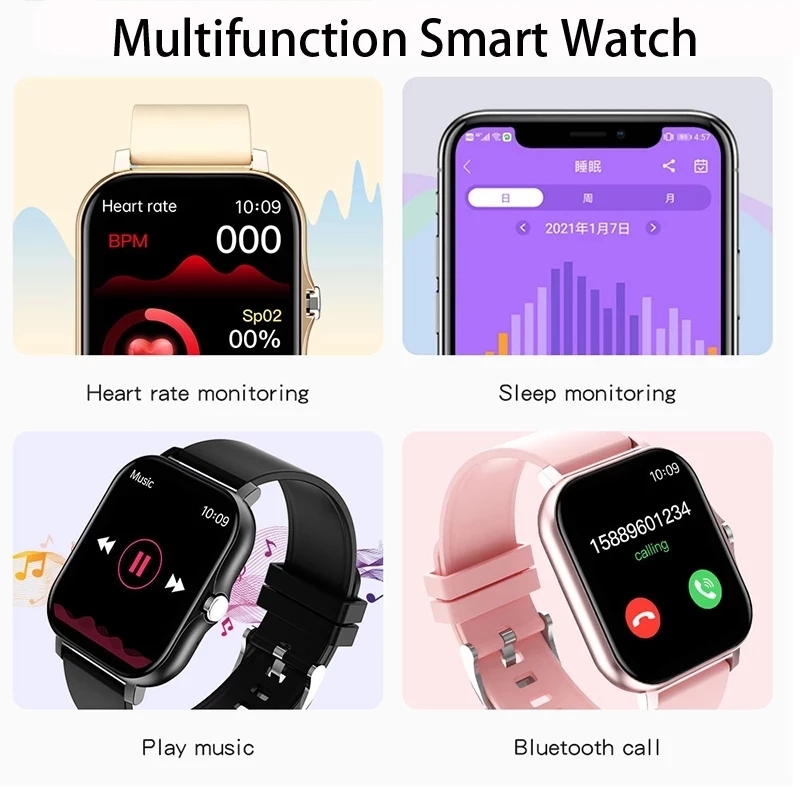 Multifunction Smart Watch
Heart rate
10:09
BPM
000
SpO2
00%
Heart rate monitoring
4:57
睡眠
日 周 月
2021年1月7日
Sleep monitoring
Music
10:09
Play music
10:09
15889601234
calling
Bluetooth call